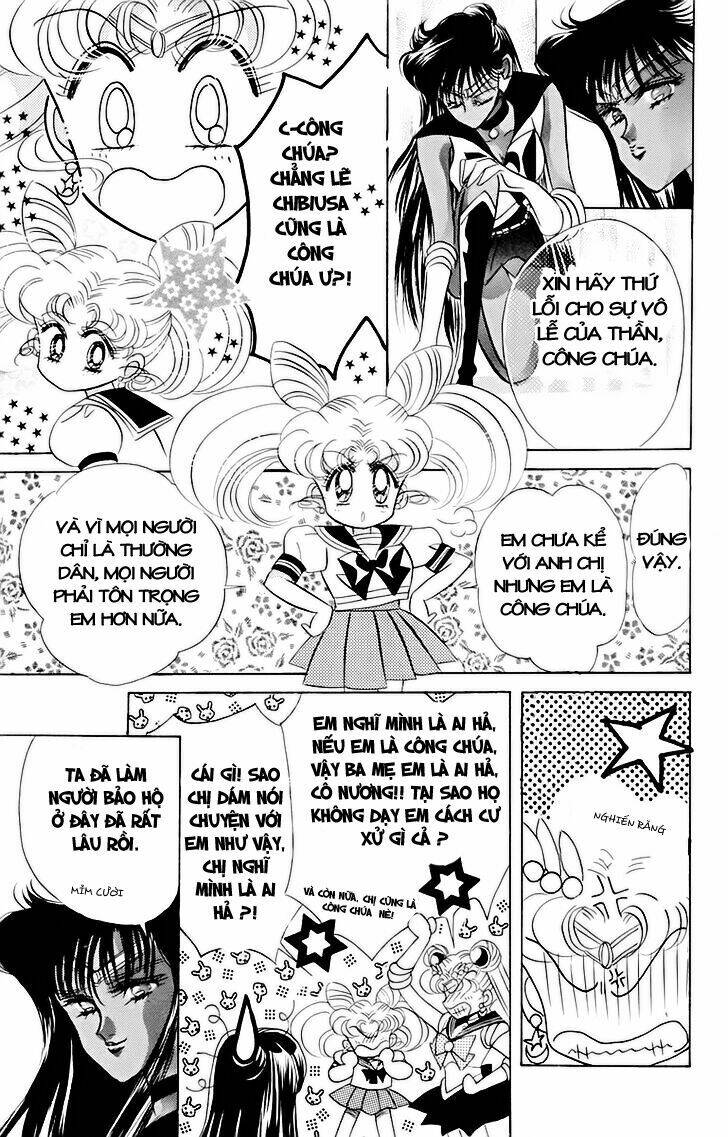 XIN HÃY THỨ
LỖI CHO SỰ VÔ
LỄ CỦA THẦN,
CÔNG CHÚA.
C-CÔNG
CHÚA?
CHẲNG LẼ
CHIBIUSA
CŨNG LÀ
CÔNG
CHÚA Ư?!
ĐÚNG
VẬY.
EM CHƯA KỂ
VỚI ANH CHỊ
NHƯNG EM LÀ
CÔNG CHÚA.
VÀ VÌ MỌI NGƯỜI
CHỈ LÀ THƯỜNG
DÂN, MỌI NGƯỜI
PHẢI TÔN TRỌNG
EM HƠN NỮA.
NGHIẾN RĂNG
EM NGHĨ MÌNH LÀ AI HẢ,
NẾU EM LÀ CÔNG CHÚA,
VẬY BA MẸ EM LÀ AI HẢ,
CÔ NƯƠNG!! TẠI SAO HỌ
KHÔNG DẠY EM CÁCH CƯ
XỬ GÌ CẢ ?
CÁI GÌ! SAO
CHỊ DÁM NÓI
CHUYỆN VỚI
EM NHƯ VẬY,
CHỊ NGHĨ
MÌNH LÀ AI
HẢ ?!
VÀ CÒN NỮA, CHỊ CŨNG LÀ
CÔNG CHÚA NÈ!
TA ĐÃ LÀM
NGƯỜI BẢO HỘ
Ở ĐÂY ĐÃ RẤT
LÂU RỒI.
MỈM CƯỜI